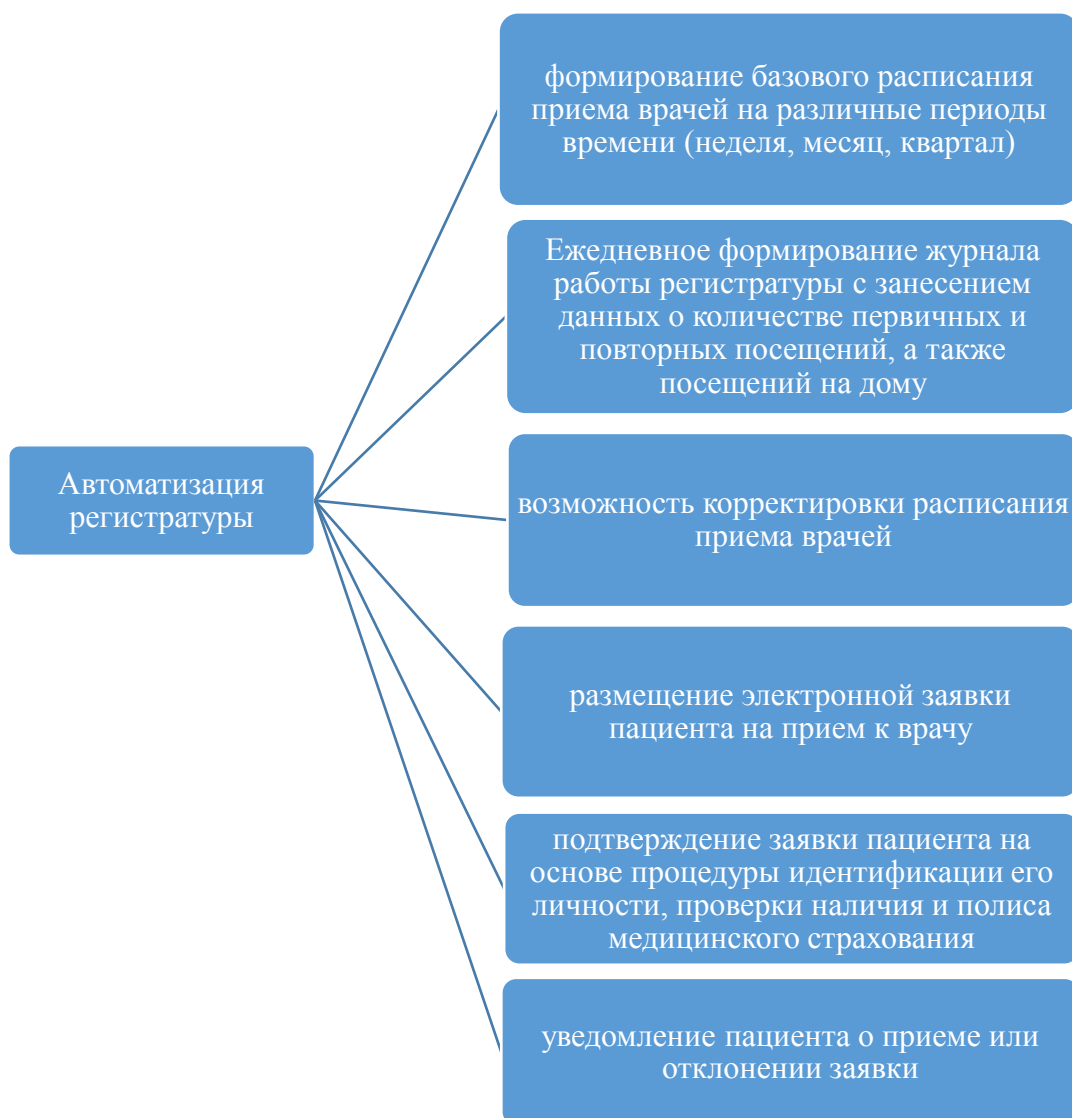 формирование базового расписания
приема врачей на различные периоды
времени (неделя, месяц, квартал)
Ежедневное формирование журнала
работы регистратуры с занесением
данных о количестве первичных и
повторных посещений, а также
посещений на дому
Автоматизация
регистратуры
возможность корректировки расписания
приема врачей
размещение электронной заявки
пациента на прием к врачу
подтверждение заявки пациента на
основе процедуры идентификации его
личности, проверки наличия и полиса
медицинского страхования
уведомление пациента о приеме или
отклонении заявки